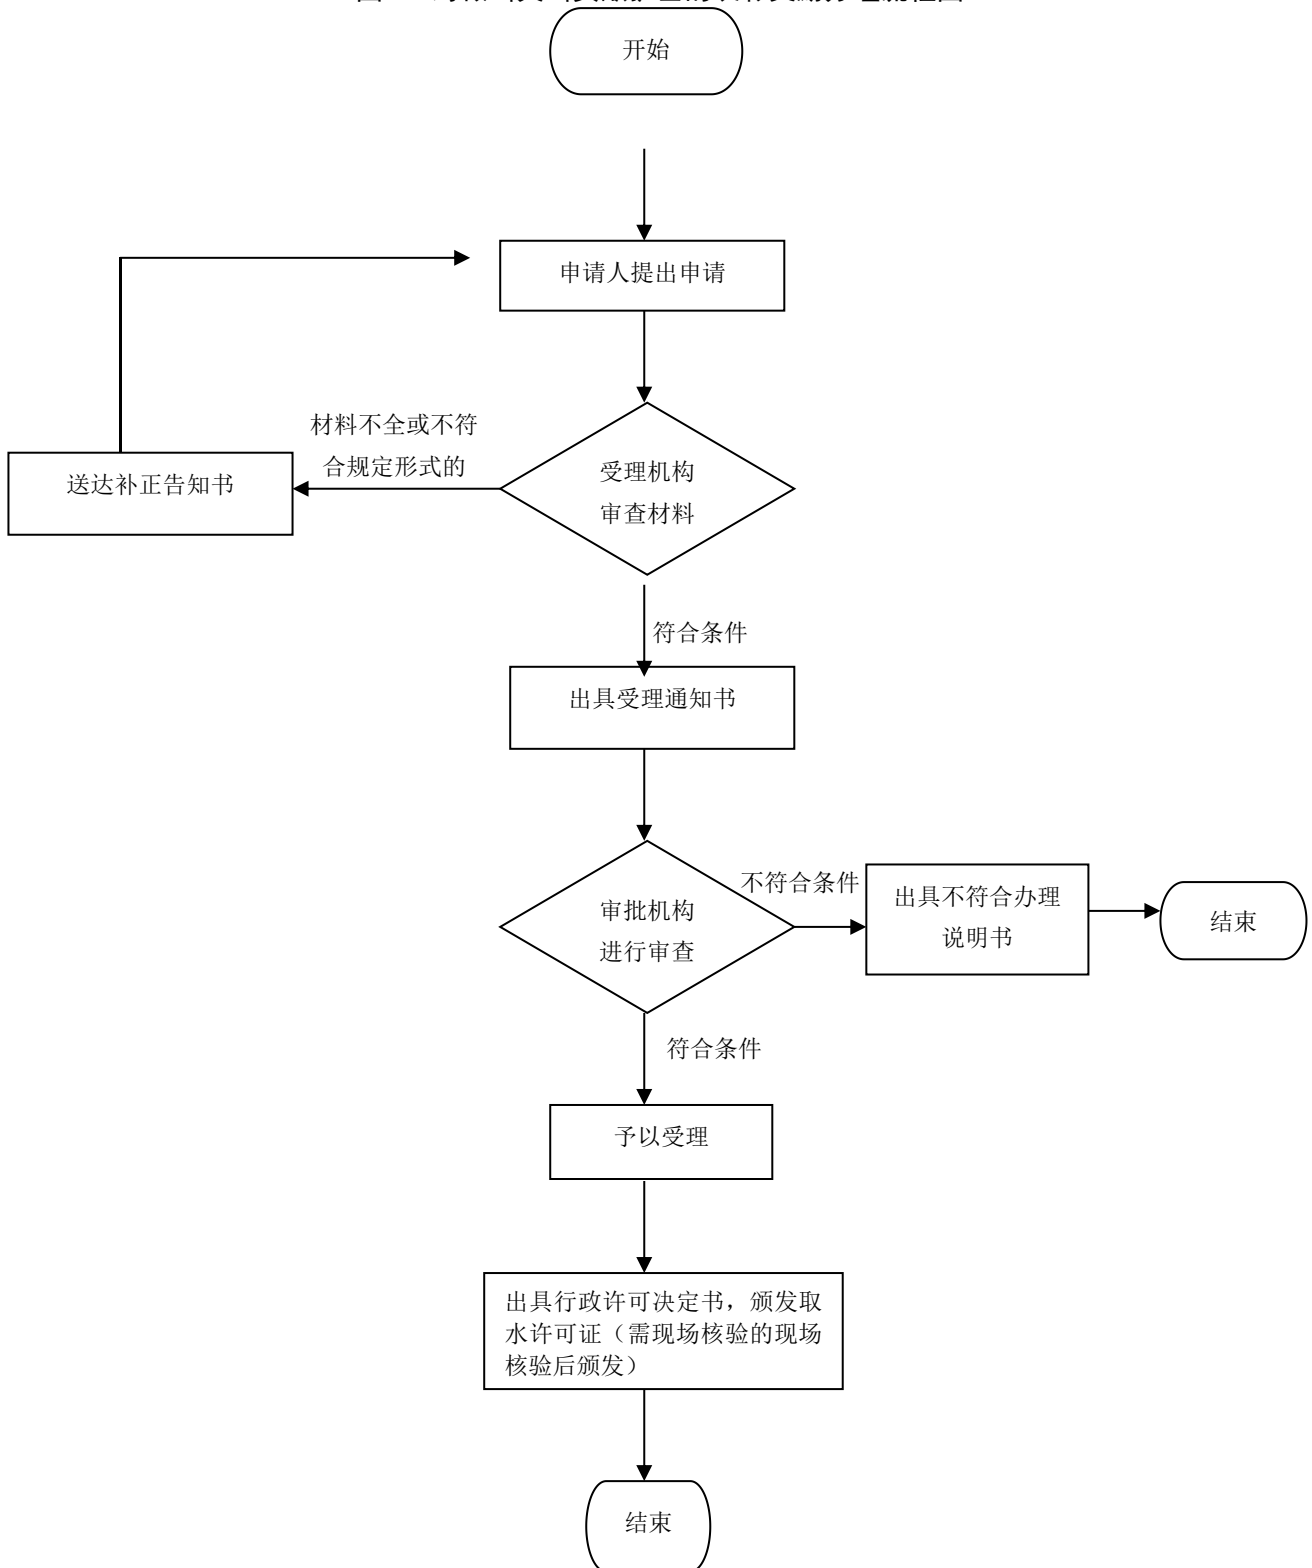 开始
申请人提出申请
材料不全或不符
合规定形式的
送达补正告知书
受理机构
审查材料
符合条件
出具受理通知书
不符合条件
审批机构
进行审查
出具不符合办理
说明书
结束
符合条件
予以受理
出具行政许可决定书，颁发取
水许可证（需现场核验的现场
核验后颁发）
结束